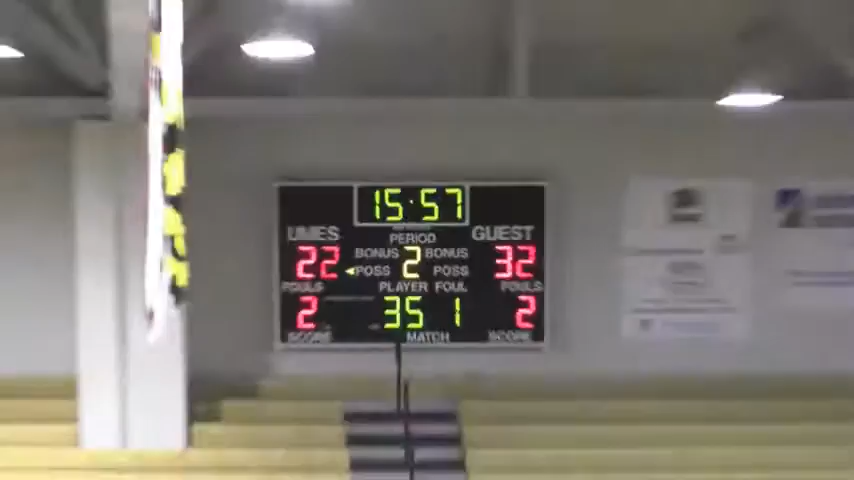 15:57
UMES PERIOD GUEST
22 BONUS 2 BONUS 32
POSS POSS
FOULS PLAYER FOUL FOULS
2 35 1 2
SCORE MATCH SCORE